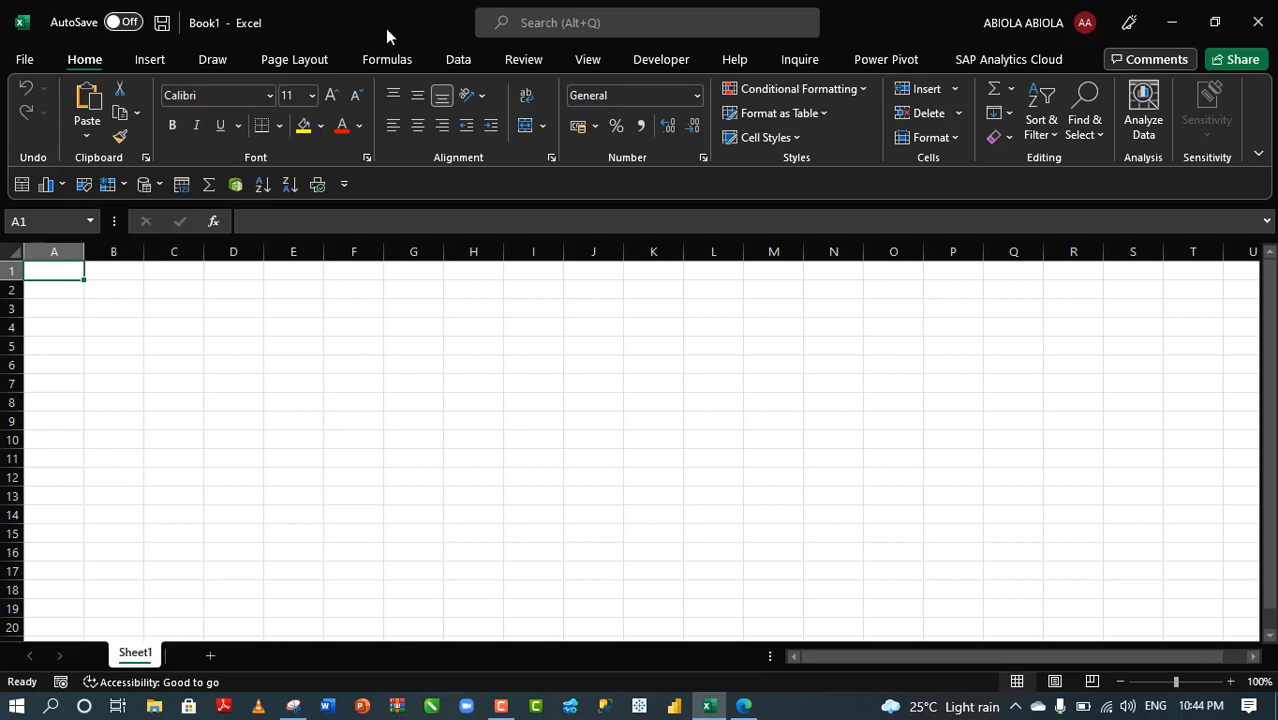 AutoSave Off Book1 - Excel Search (Alt+Q) ABIOLA ABIOLA AA
File Home Insert Draw Page Layout Formulas Data Review View Developer Help Inquire Power Pivot SAP Analytics Cloud Comments Share
Calibri 11 General Conditional Formatting Insert
Paste Format as Table Delete Sort & Filter Find & Select Analyze Data Sensitivity
B I U A % , Cell Styles Format
Undo Clipboard Font Alignment Number Styles Cells Editing Analysis Sensitivity
A1 fx
A B C D E F G H I J K L M N O P Q R S T U
1
2
3
4
5
6
7
8
9
10
11
12
13
14
15
16
17
18
19
20
Sheet1
Ready Accessibility: Good to go 100%
25°C Light rain ENG 10:44 PM